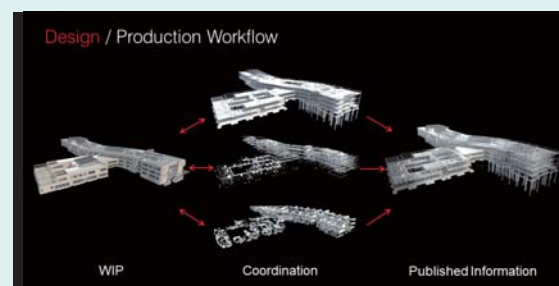 Design / Production Workflow
WIP
Coordination
Published Information